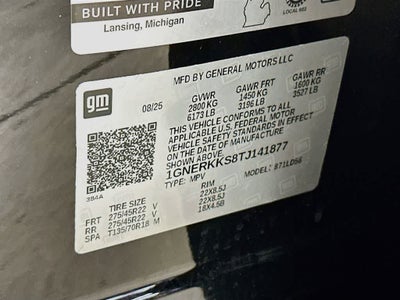 BUILT WITH PRIDE
Lansing, Michigan
LOCAL 602
gm
08/25
MFD BY GENERAL MOTORS LLC
GVWR GAWR FRT GAWR RR
2800 KG 1450 KG 1600 KG
6173 LB 3196 LB 3527 LB
THIS VEHICLE CONFORMS TO ALL
APPLICABLE U.S. FEDERAL MOTOR
VEHICLE SAFETY STANDARDS IN EFFECT
ON THE DATE OF MANUFACTURE
SHOWN ABOVE.
1GNERKKS8TJ141877
TYPE: MPV MODEL:
TIRE SIZE RIM
FRT 275/45R22 V 22X8.5J
RR 275/45R22 V 22X8.5J
SPA T135/70R18 M 18X4.5B